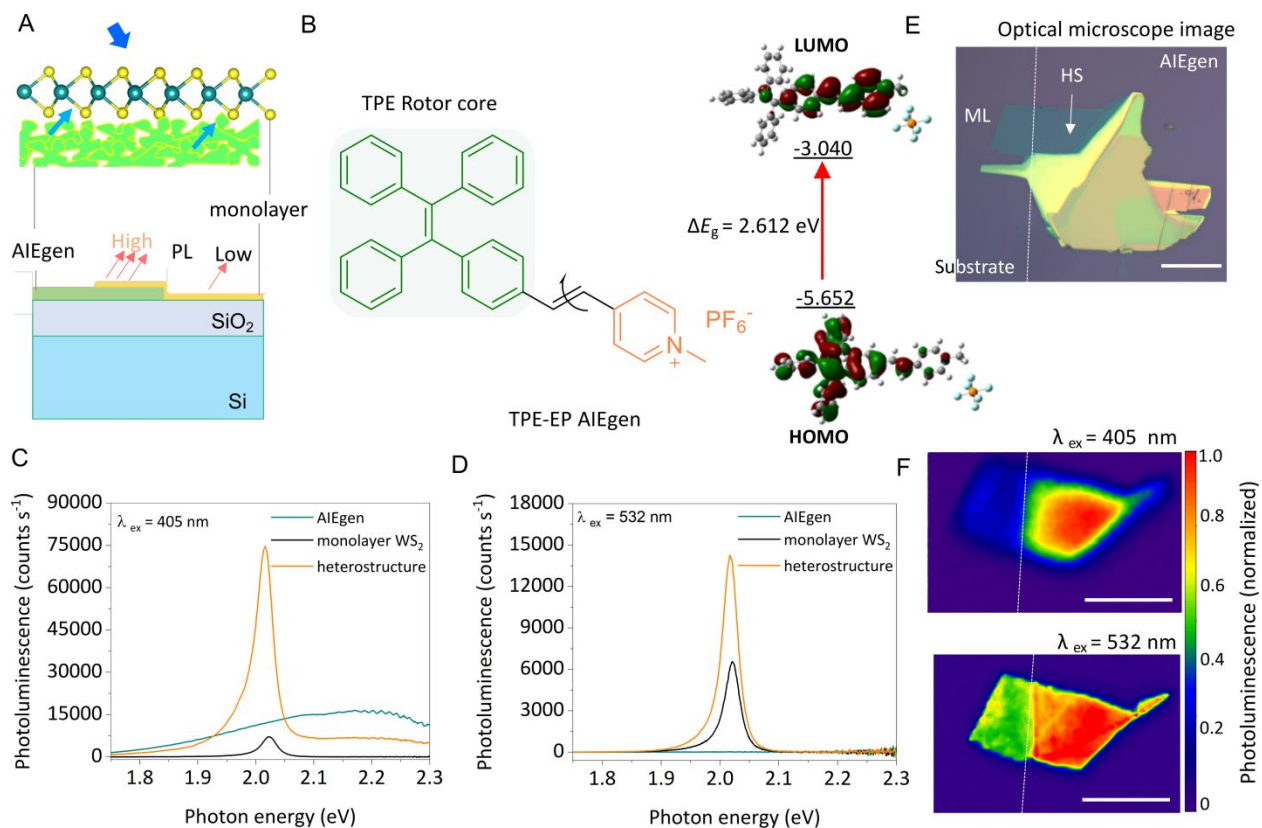 A
AIEgen
monolayer
High
PL
Low
SiO₂
Si
B
TPE Rotor core
PF₆⁻
N
+
TPE-EP AIEgen
LUMO
-3.040
ΔEg = 2.612 eV
-5.652
HOMO
E
Optical microscope image
AIEgen
HS
ML
Substrate
C
λ ex = 405 nm
AIEgen
monolayer WS₂
heterostructure
Photoluminescence (counts s⁻¹)
90000
75000
60000
45000
30000
15000
0
1.8 1.9 2.0 2.1 2.2 2.3
Photon energy (eV)
D
λ ex = 532 nm
AIEgen
monolayer WS₂
heterostructure
Photoluminescence (counts s⁻¹)
18000
15000
12000
9000
6000
3000
0
1.8 1.9 2.0 2.1 2.2 2.3
Photon energy (eV)
F
λ ex = 405 nm
λ ex = 532 nm
1.0
0.8
0.6
0.4
0.2
0
Photoluminescence (normalized)